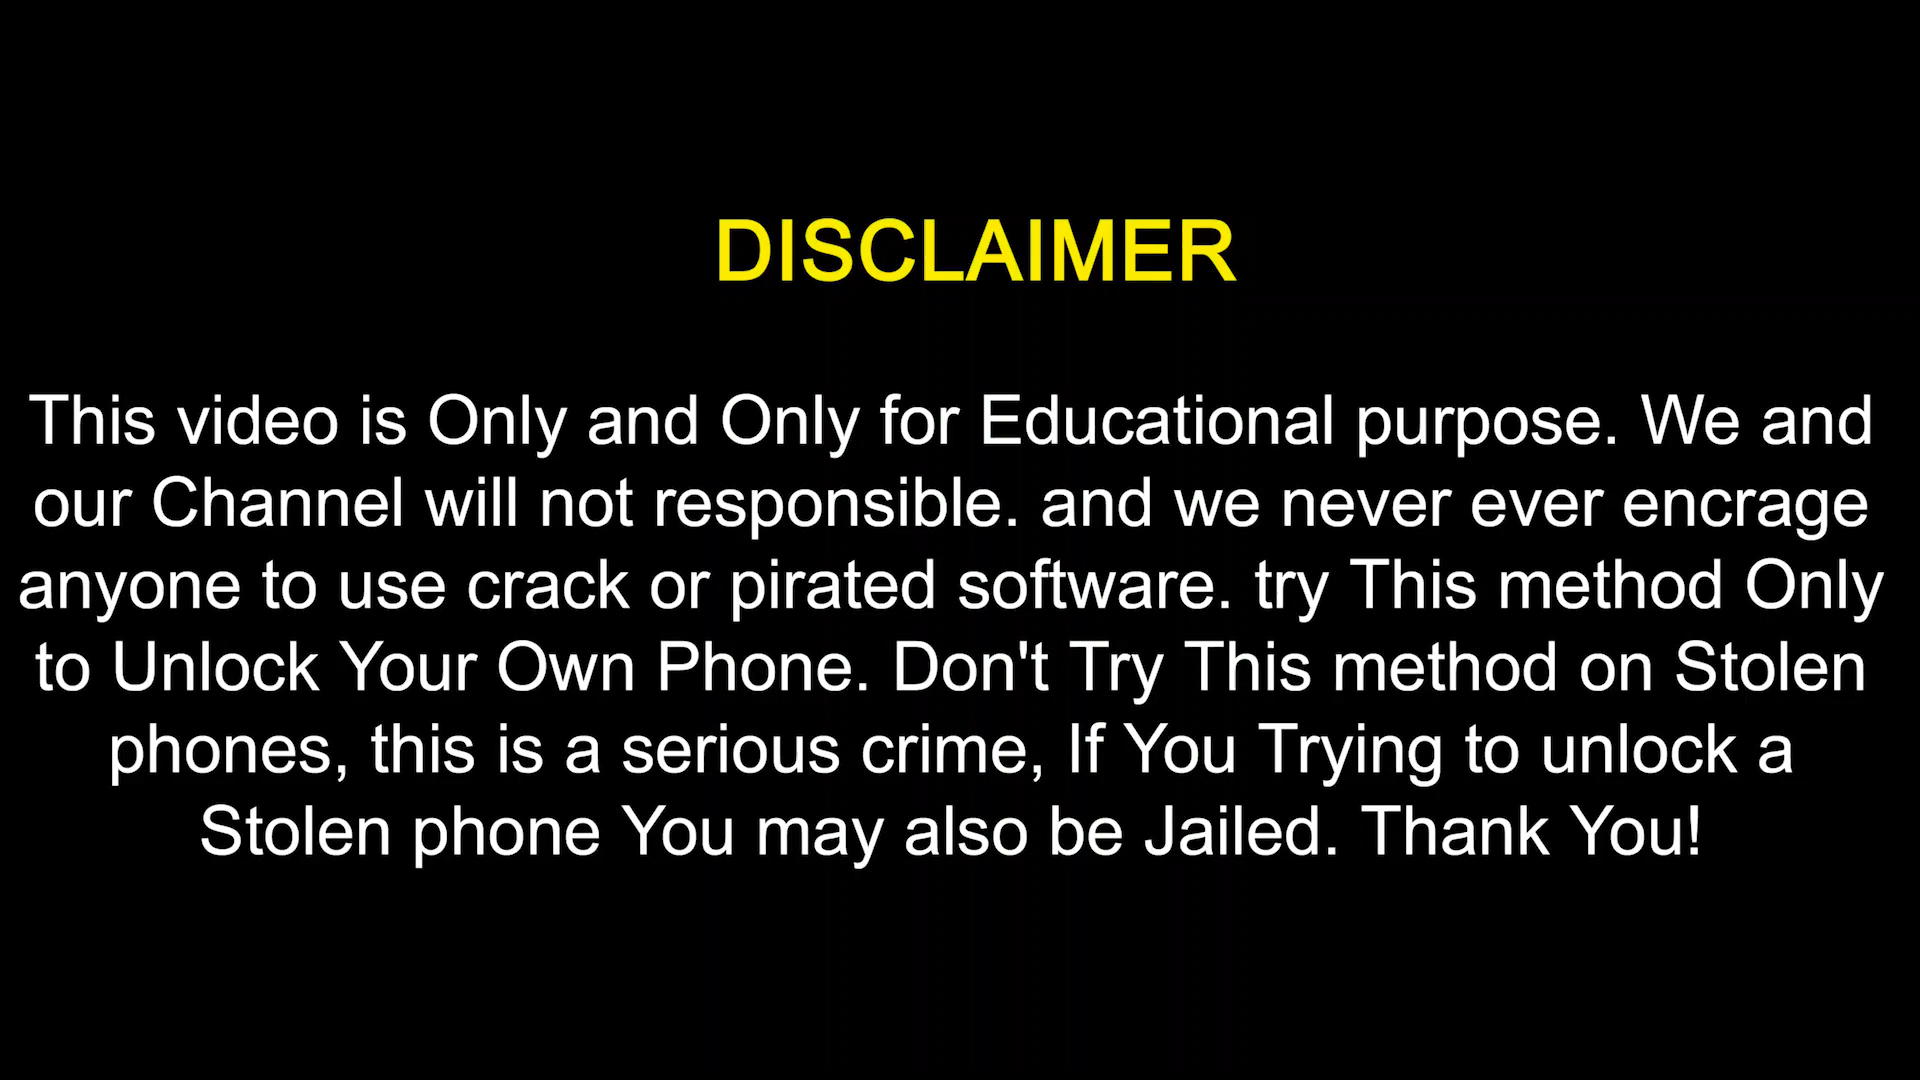 DISCLAIMER
This video is Only and Only for Educational purpose. We and
our Channel will not responsible. and we never ever encrage
anyone to use crack or pirated software. try This method Only
to Unlock Your Own Phone. Don't Try This method on Stolen
phones, this is a serious crime, If You Trying to unlock a
Stolen phone You may also be Jailed. Thank You!